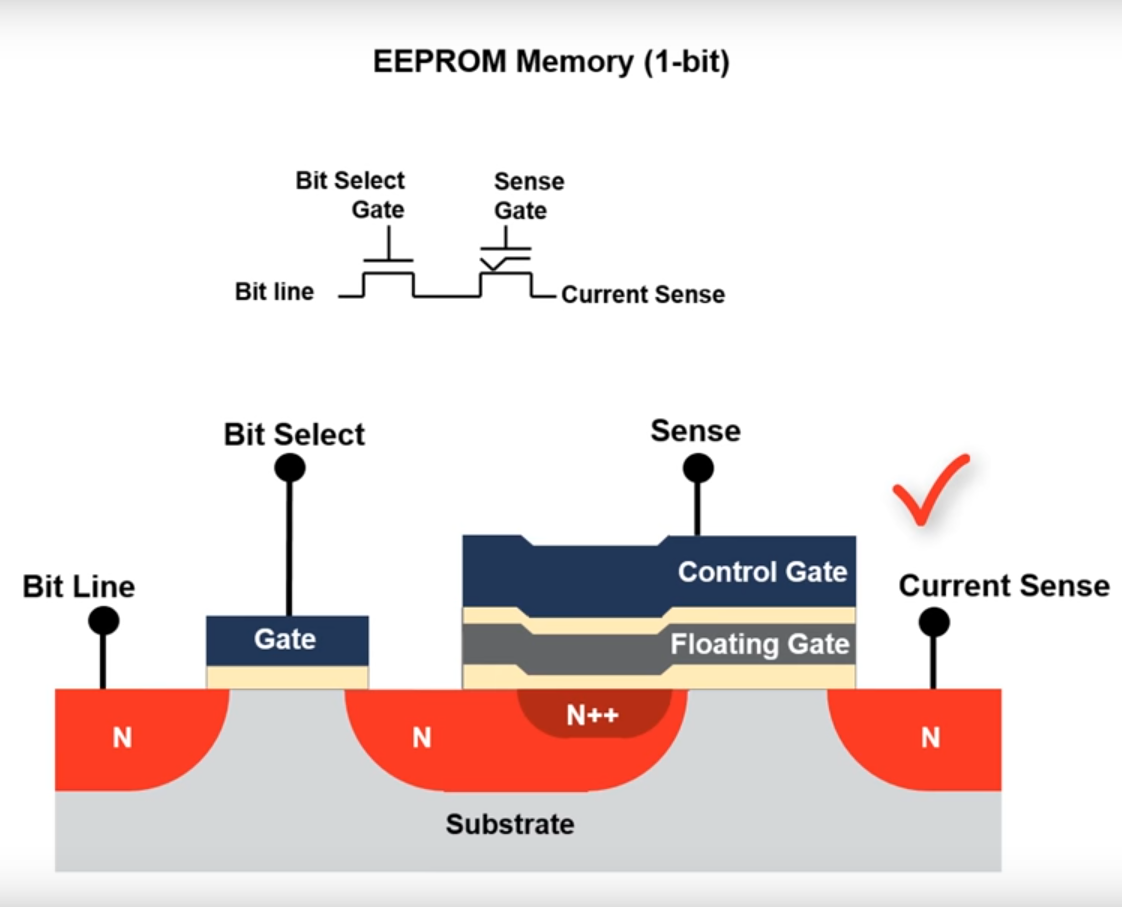 EEPROM Memory (1-bit)
Bit Select
Gate
Sense
Gate
Bit line
Current Sense
Bit Select
Sense
Bit Line
Current Sense
Gate
Control Gate
Floating Gate
N
N
N++
N
Substrate